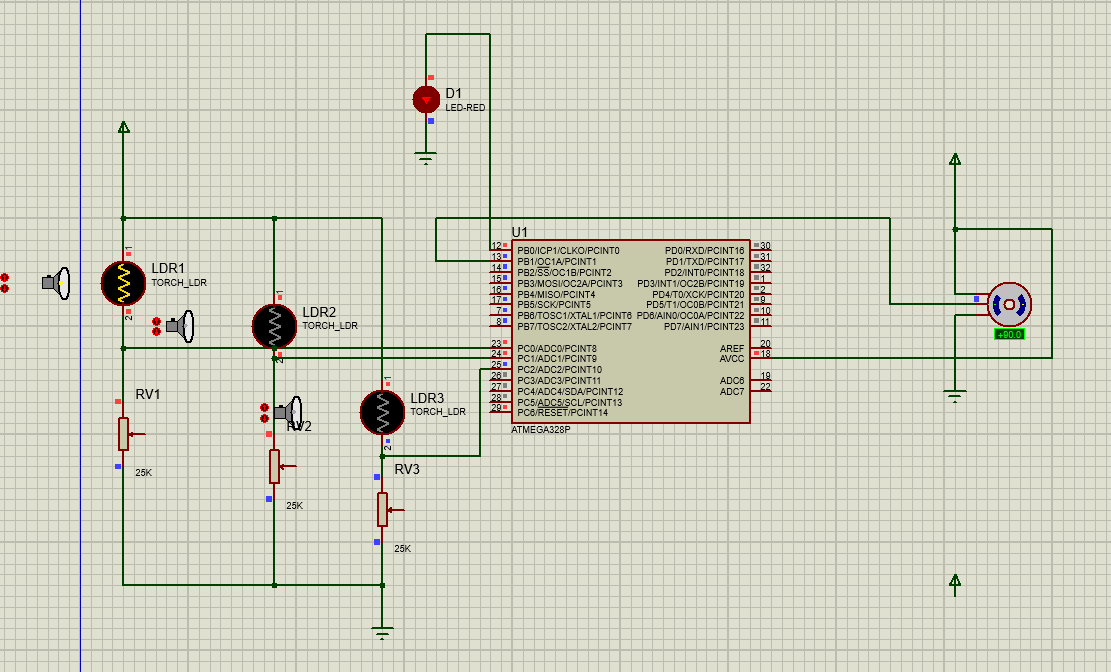 D1
LED-RED
LDR1
TORCH_LDR
LDR2
TORCH_LDR
LDR3
TORCH_LDR
RV1
25K
RV2
25K
RV3
25K
1
2
1
2
1
2
U1
12 PB0/ICP1/CLKO/PCINT0 PD0/RXD/PCINT16 30
13 PB1/OC1A/PCINT1 PD1/TXD/PCINT17 31
14 PB2/SS/OC1B/PCINT2 PD2/INT0/PCINT18 32
15 PB3/MOSI/OC2A/PCINT3 PD3/INT1/OC2B/PCINT19 1
16 PB4/MISO/PCINT4 PD4/T0/XCK/PCINT20 2
17 PB5/SCK/PCINT5 PD5/T1/OC0B/PCINT21 9
7 PB6/TOSC1/XTAL1/PCINT6 PD6/AIN0/OC0A/PCINT22 10
8 PB7/TOSC2/XTAL2/PCINT7 PD7/AIN1/PCINT23 11
23 PC0/ADC0/PCINT8 AREF 20
24 PC1/ADC1/PCINT9 AVCC 18
25 PC2/ADC2/PCINT10
26 PC3/ADC3/PCINT11 ADC6 19
27 PC4/ADC4/SDA/PCINT12 ADC7 22
28 PC5/ADC5/SCL/PCINT13
29 PC6/RESET/PCINT14
ATMEGA328P
+90.0